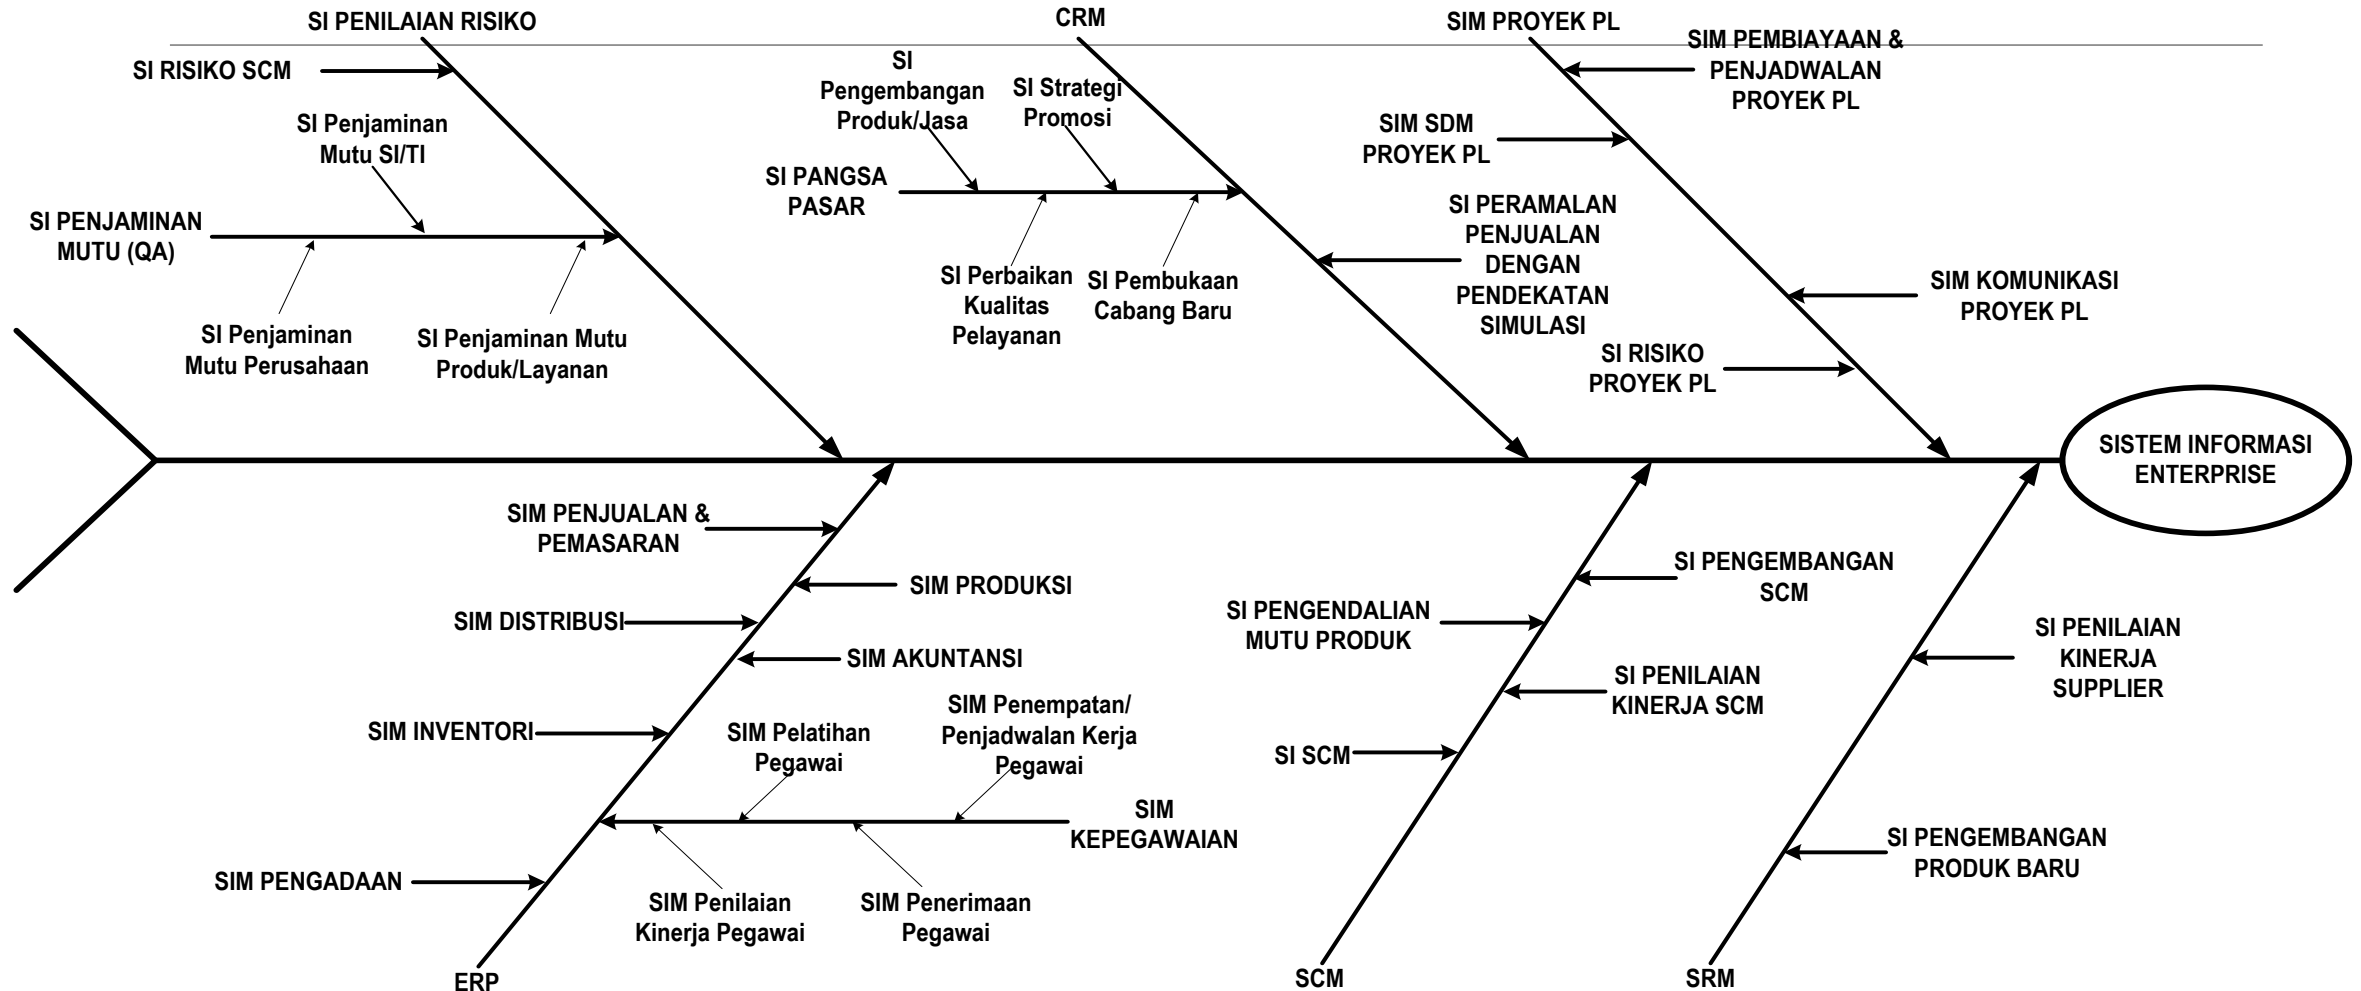 SI PENILAIAN RISIKO
CRM
SIM PROYEK PL
SI RISIKO SCM
SI Penjaminan
Mutu SI/TI
SI PENJAMINAN
MUTU (QA)
SI Penjaminan
Mutu Perusahaan
SI Penjaminan Mutu
Produk/Layanan
SI
Pengembangan
Produk/Jasa
SI Strategi
Promosi
SI PANGSA
PASAR
SI Perbaikan
Kualitas
Pelayanan
SI Pembukaan
Cabang Baru
SI PERAMALAN
PENJUALAN
DENGAN
PENDEKATAN
SIMULASI
SIM PEMBIAYAAN &
PENJADWALAN
PROYEK PL
SIM SDM
PROYEK PL
SIM KOMUNIKASI
PROYEK PL
SI RISIKO
PROYEK PL
SISTEM INFORMASI
ENTERPRISE
SIM PENJUALAN &
PEMASARAN
SIM PRODUKSI
SIM DISTRIBUSI
SIM AKUNTANSI
SIM INVENTORI
SIM Pelatihan
Pegawai
SIM Penempatan/
Penjadwalan Kerja
Pegawai
SIM
KEPEGAWAIAN
SIM PENGADAAN
SIM Penilaian
Kinerja Pegawai
SIM Penerimaan
Pegawai
ERP
SI PENGEMBANGAN
SCM
SI PENGENDALIAN
MUTU PRODUK
SI PENILAIAN
KINERJA SCM
SI SCM
SCM
SI PENILAIAN
KINERJA
SUPPLIER
SI PENGEMBANGAN
PRODUK BARU
SRM